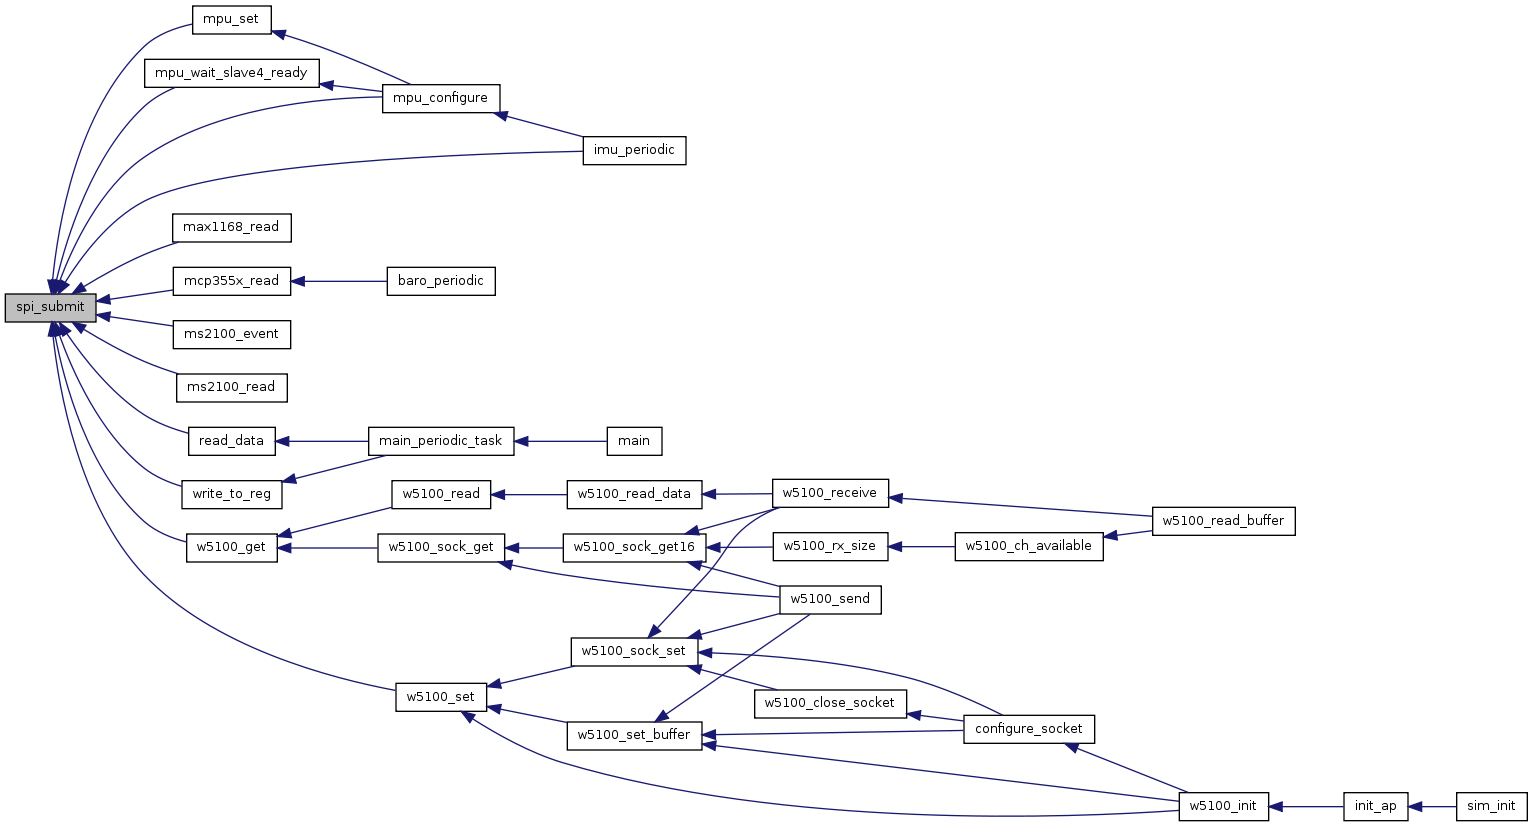 mpu_set
mpu_wait_slave4_ready
mpu_configure
imu_periodic
max1168_read
mcp355x_read
baro_periodic
spi_submit
ms2100_event
ms2100_read
read_data
main_periodic_task
main
write_to_reg
w5100_read
w5100_read_data
w5100_receive
w5100_read_buffer
w5100_get
w5100_sock_get
w5100_sock_get16
w5100_rx_size
w5100_ch_available
w5100_send
w5100_sock_set
w5100_set
w5100_close_socket
w5100_set_buffer
configure_socket
w5100_init
init_ap
sim_init